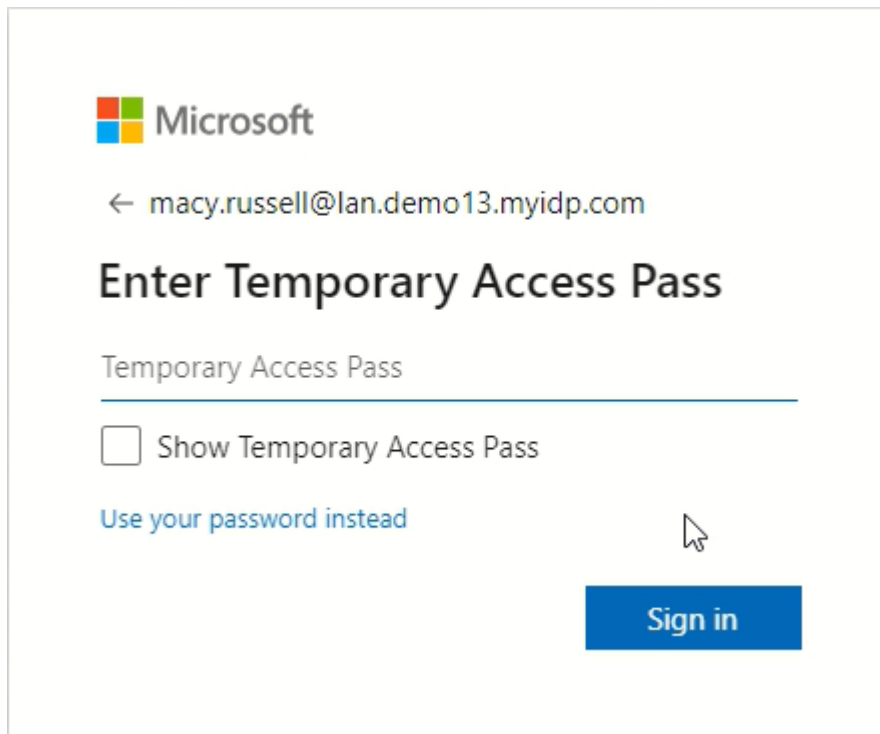 Microsoft
← macy.russell@lan.demo13.myidp.com
Enter Temporary Access Pass
Temporary Access Pass
Show Temporary Access Pass
Use your password instead
Sign in